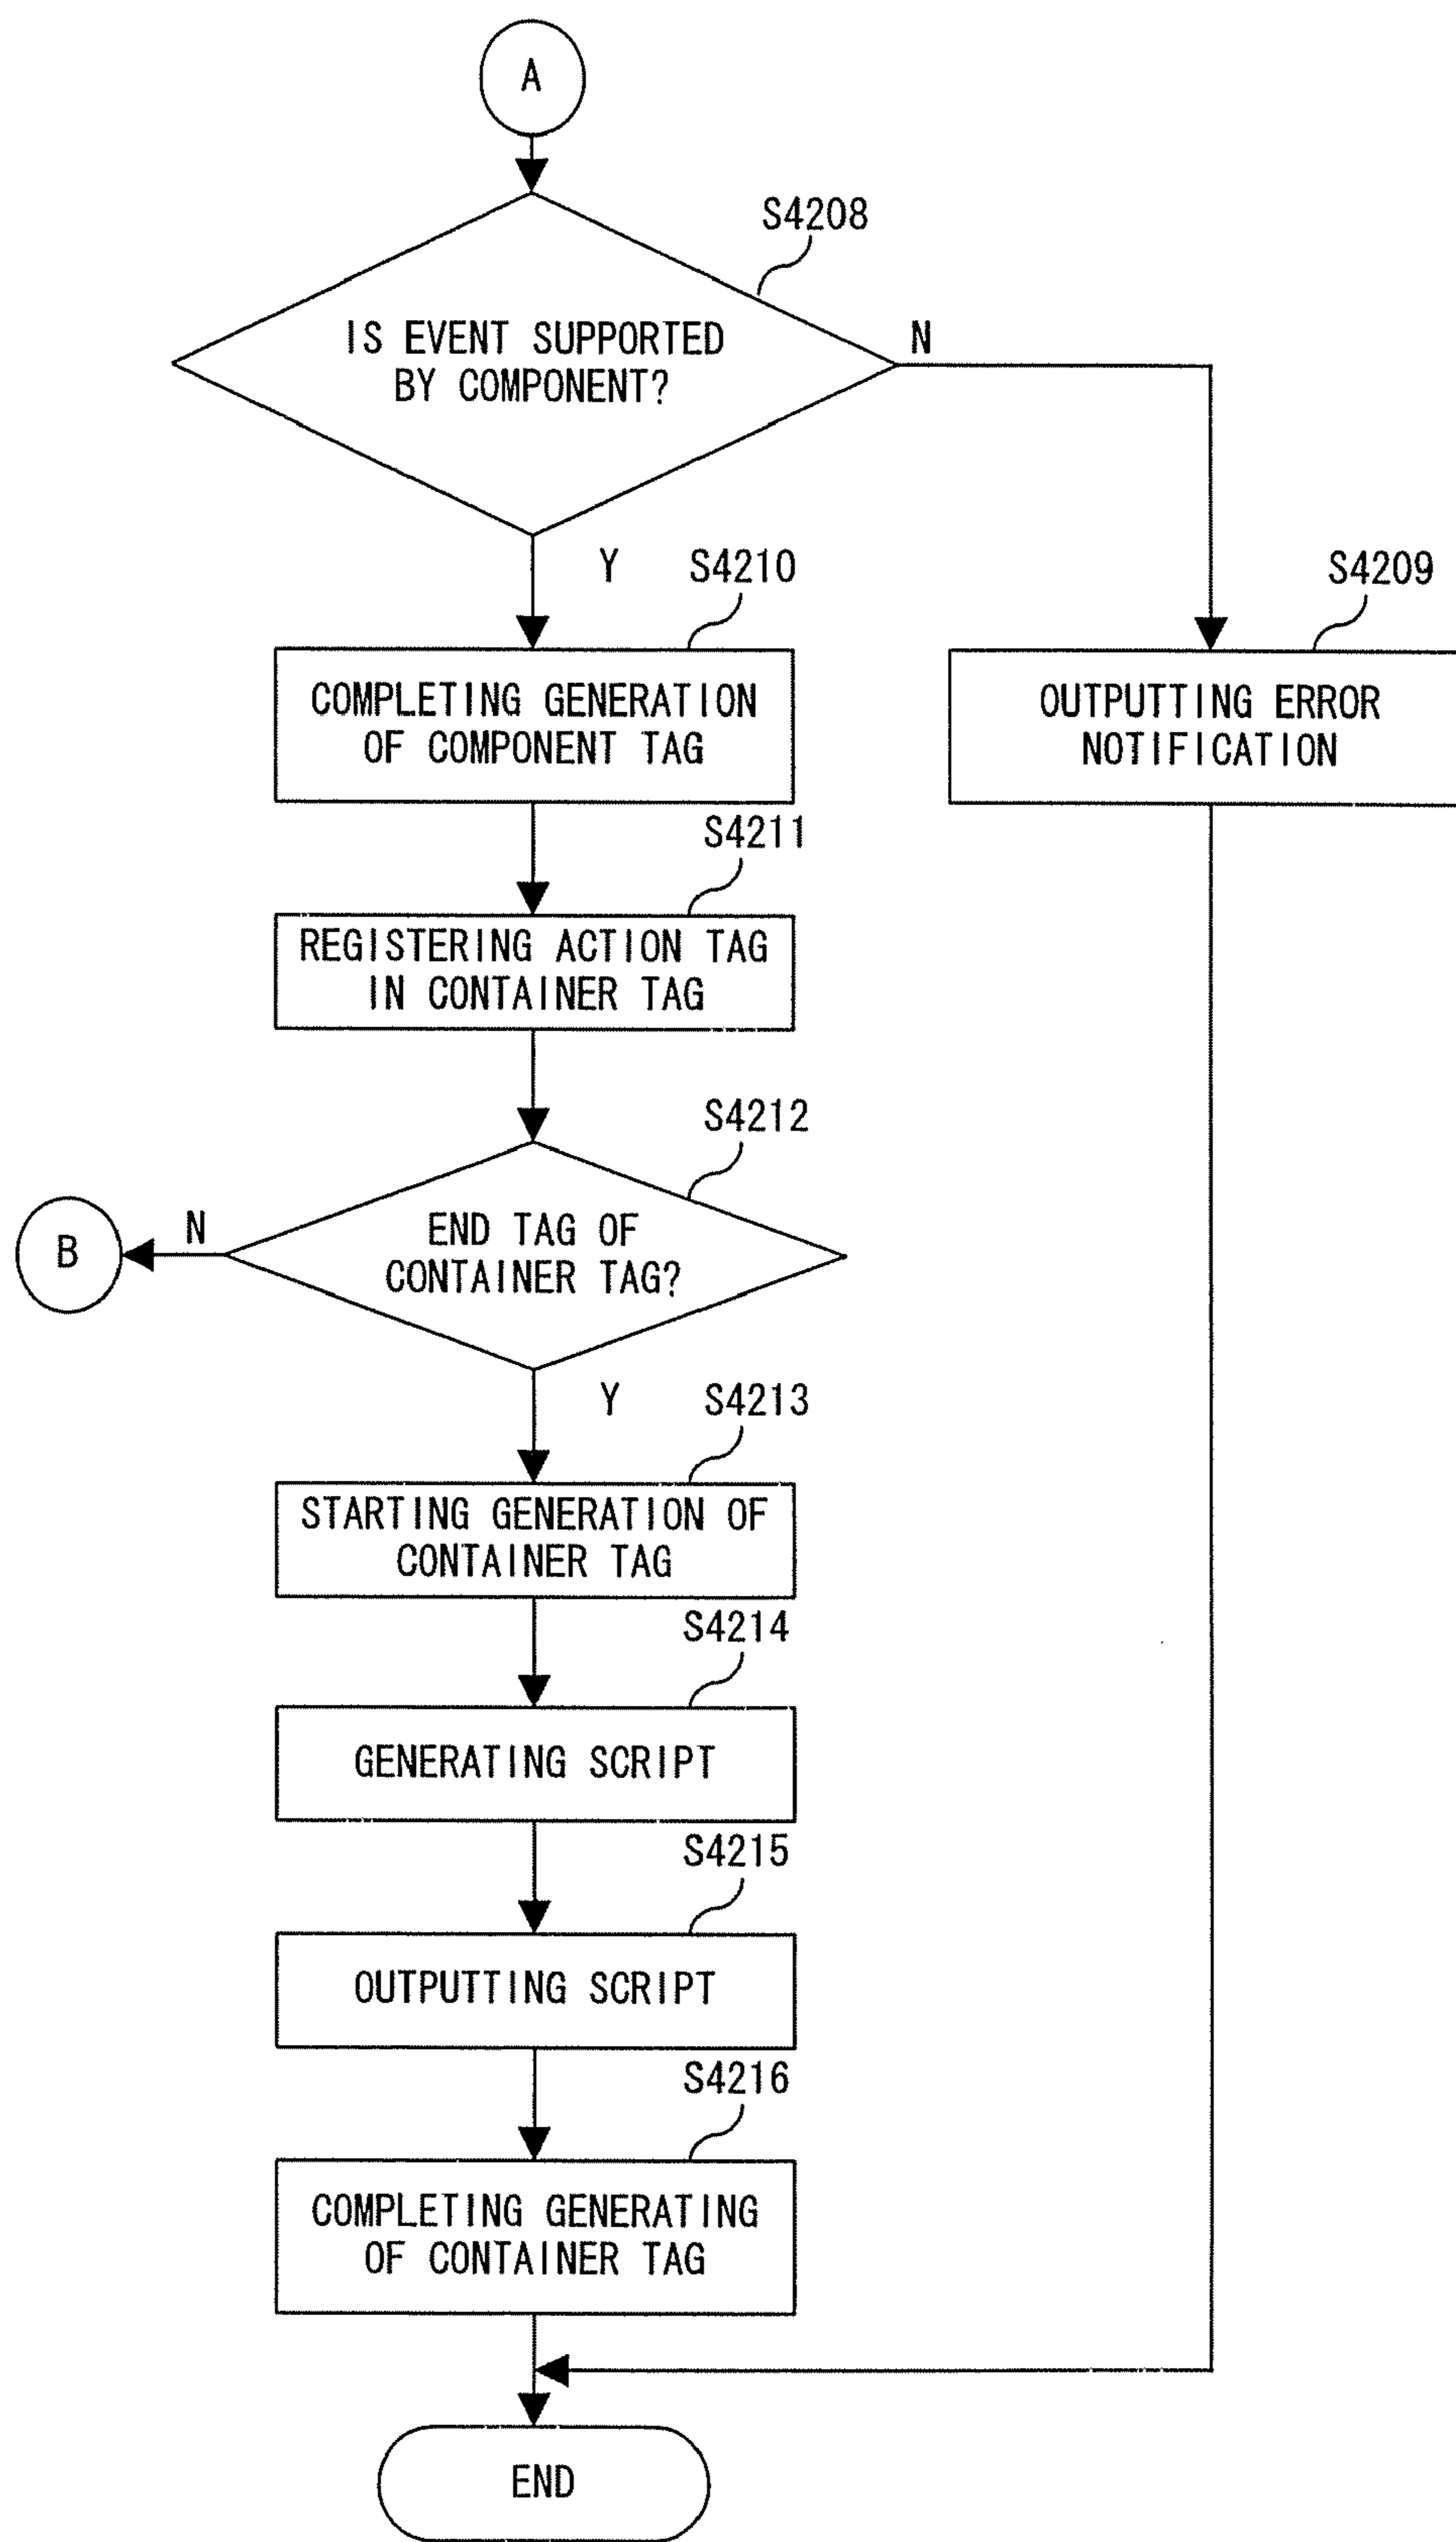 A
S4208
IS EVENT SUPPORTED
BY COMPONENT?
N
Y
S4210
S4209
COMPLETING GENERATION
OF COMPONENT TAG
OUTPUTTING ERROR
NOTIFICATION
S4211
REGISTERING ACTION TAG
IN CONTAINER TAG
S4212
B
N
END TAG OF
CONTAINER TAG?
Y
S4213
STARTING GENERATION OF
CONTAINER TAG
S4214
GENERATING SCRIPT
S4215
OUTPUTTING SCRIPT
S4216
COMPLETING GENERATING
OF CONTAINER TAG
END